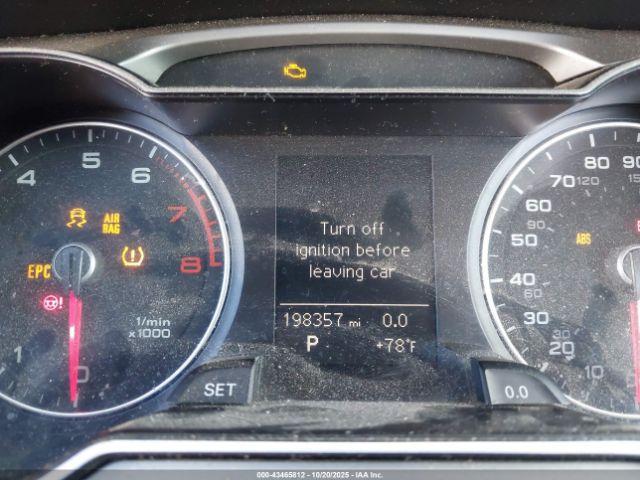 4 5 6 7 8
AIR
BAG
EPC
1/min
x1000
1 0
SET
Turn off
ignition before
leaving car
198357 mi 0.0
P +78°F
90 80 70 60 50 40 30 20 10
120
90
60
30
ABS
0.0
000-43465812 - 10/20/2025 - IAA Inc.